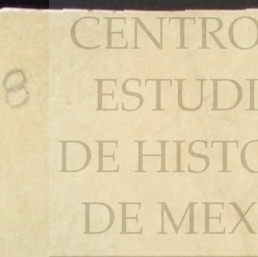 CENTRO
8
ESTUDI
DE HISTO
DE MEX